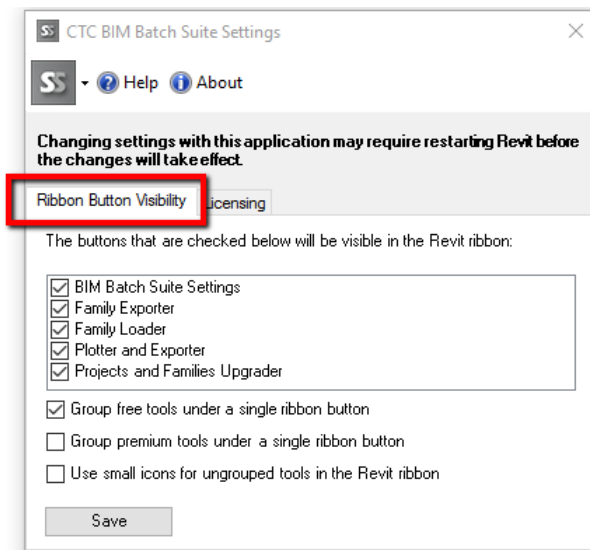 SS CTC BIM Batch Suite Settings
SS Help About
Changing settings with this application may require restarting Revit before
the changes will take effect.
Ribbon Button Visibility Licensing
The buttons that are checked below will be visible in the Revit ribbon:
BIM Batch Suite Settings
Family Exporter
Family Loader
Plotter and Exporter
Projects and Families Upgrader
Group free tools under a single ribbon button
Group premium tools under a single ribbon button
Use small icons for ungrouped tools in the Revit ribbon
Save